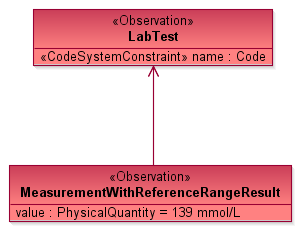 «Observation»
LabTest
«CodeSystemConstraint» name : Code
«Observation»
MeasurementWithReferenceRangeResult
value : PhysicalQuantity = 139 mmol/L